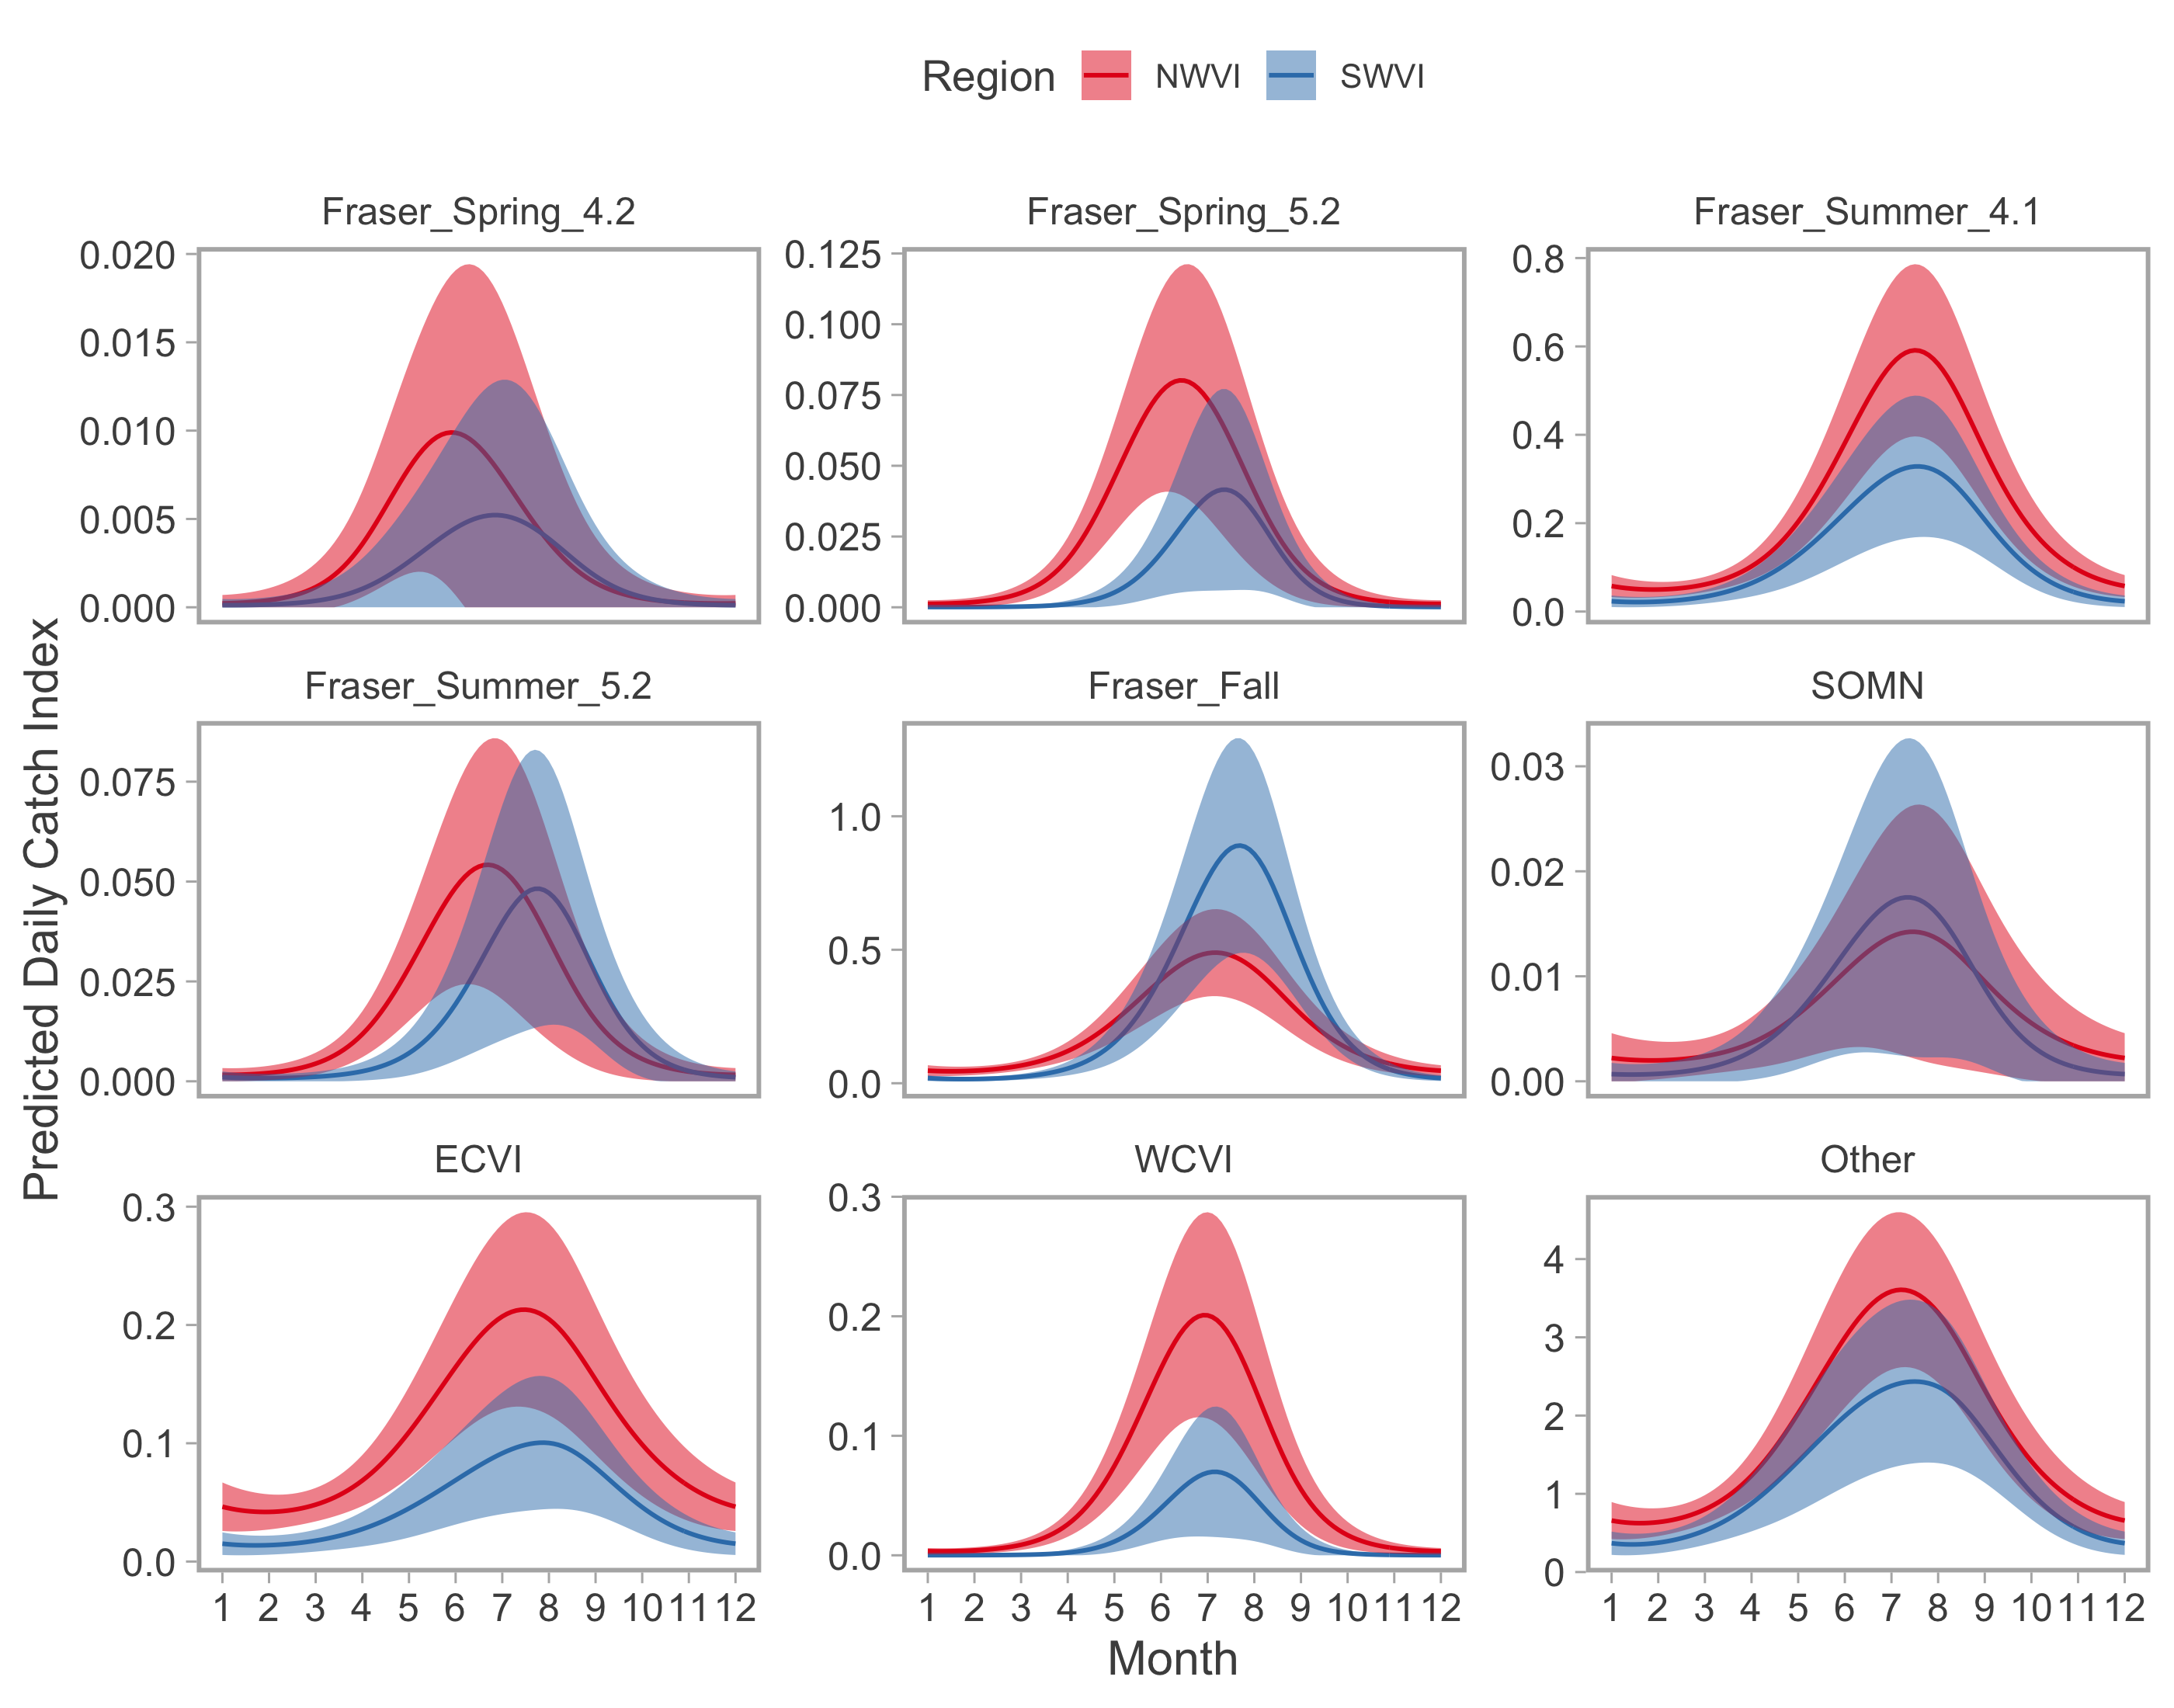 Region NWVI SWVI
Fraser_Spring_4.2 Fraser_Spring_5.2 Fraser_Summer_4.1
0.020 0.015 0.010 0.005 0.000
0.125 0.100 0.075 0.050 0.025 0.000
0.8 0.6 0.4 0.2 0.0
Predicted Daily Catch Index
Fraser_Summer_5.2 Fraser_Fall SOMN
0.075 0.050 0.025 0.000
1.0 0.5 0.0
0.03 0.02 0.01 0.00
ECVI WCVI Other
0.3 0.2 0.1 0.0
0.3 0.2 0.1 0.0
4 3 2 1 0
1 2 3 4 5 6 7 8 9 10 11 12
1 2 3 4 5 6 7 8 9 10 11 12
1 2 3 4 5 6 7 8 9 10 11 12
Month